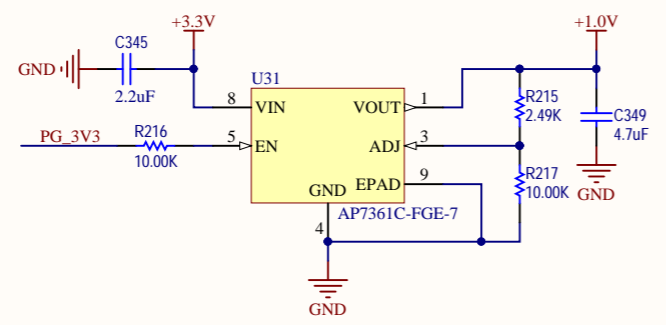 +3.3V
+1.0V
C345
GND
2.2uF
U31
8
VIN
VOUT
1
R215
2.49K
C349
4.7uF
PG_3V3
R216
10.00K
5
EN
ADJ
3
R217
10.00K
GND
EPAD
9
GND
4
AP7361C-FGE-7
GND